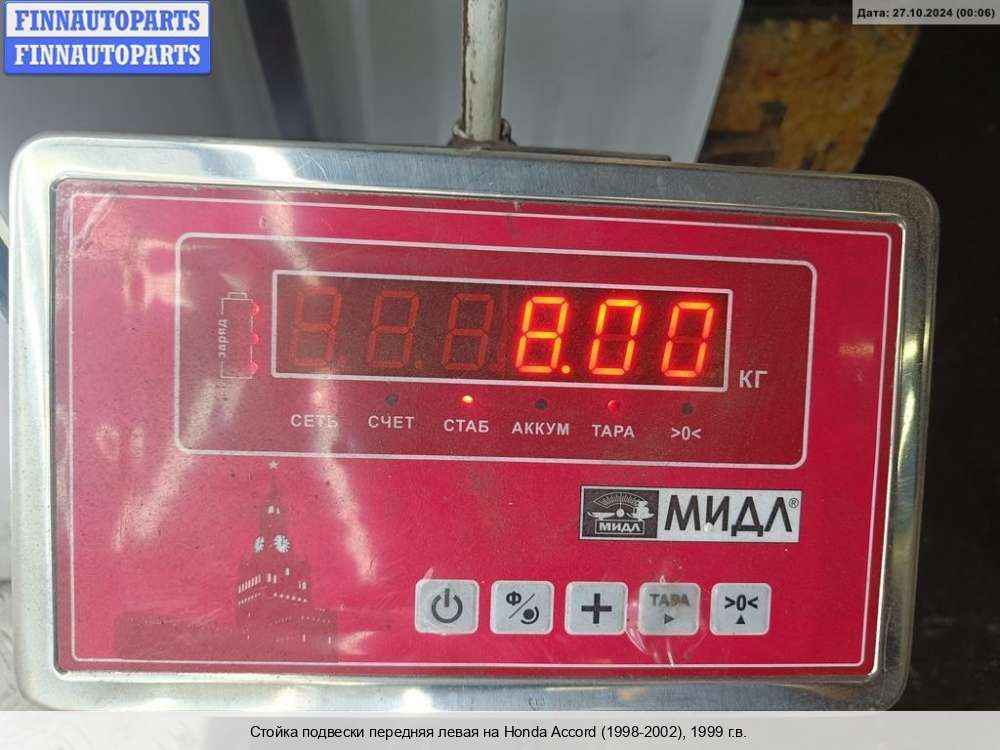 FINNAUTOPARTS
FINNAUTOPARTS
Дата: 27.10.2024 (00:06)
заряд
8.00
КГ
СЕТЬ СЧЕТ СТАБ АККУМ ТАРА >0<
МИДЛ МИДЛ®
Ф + ТАРА >0<
Стойка подвески передняя левая на Honda Accord (1998-2002), 1999 г.в.